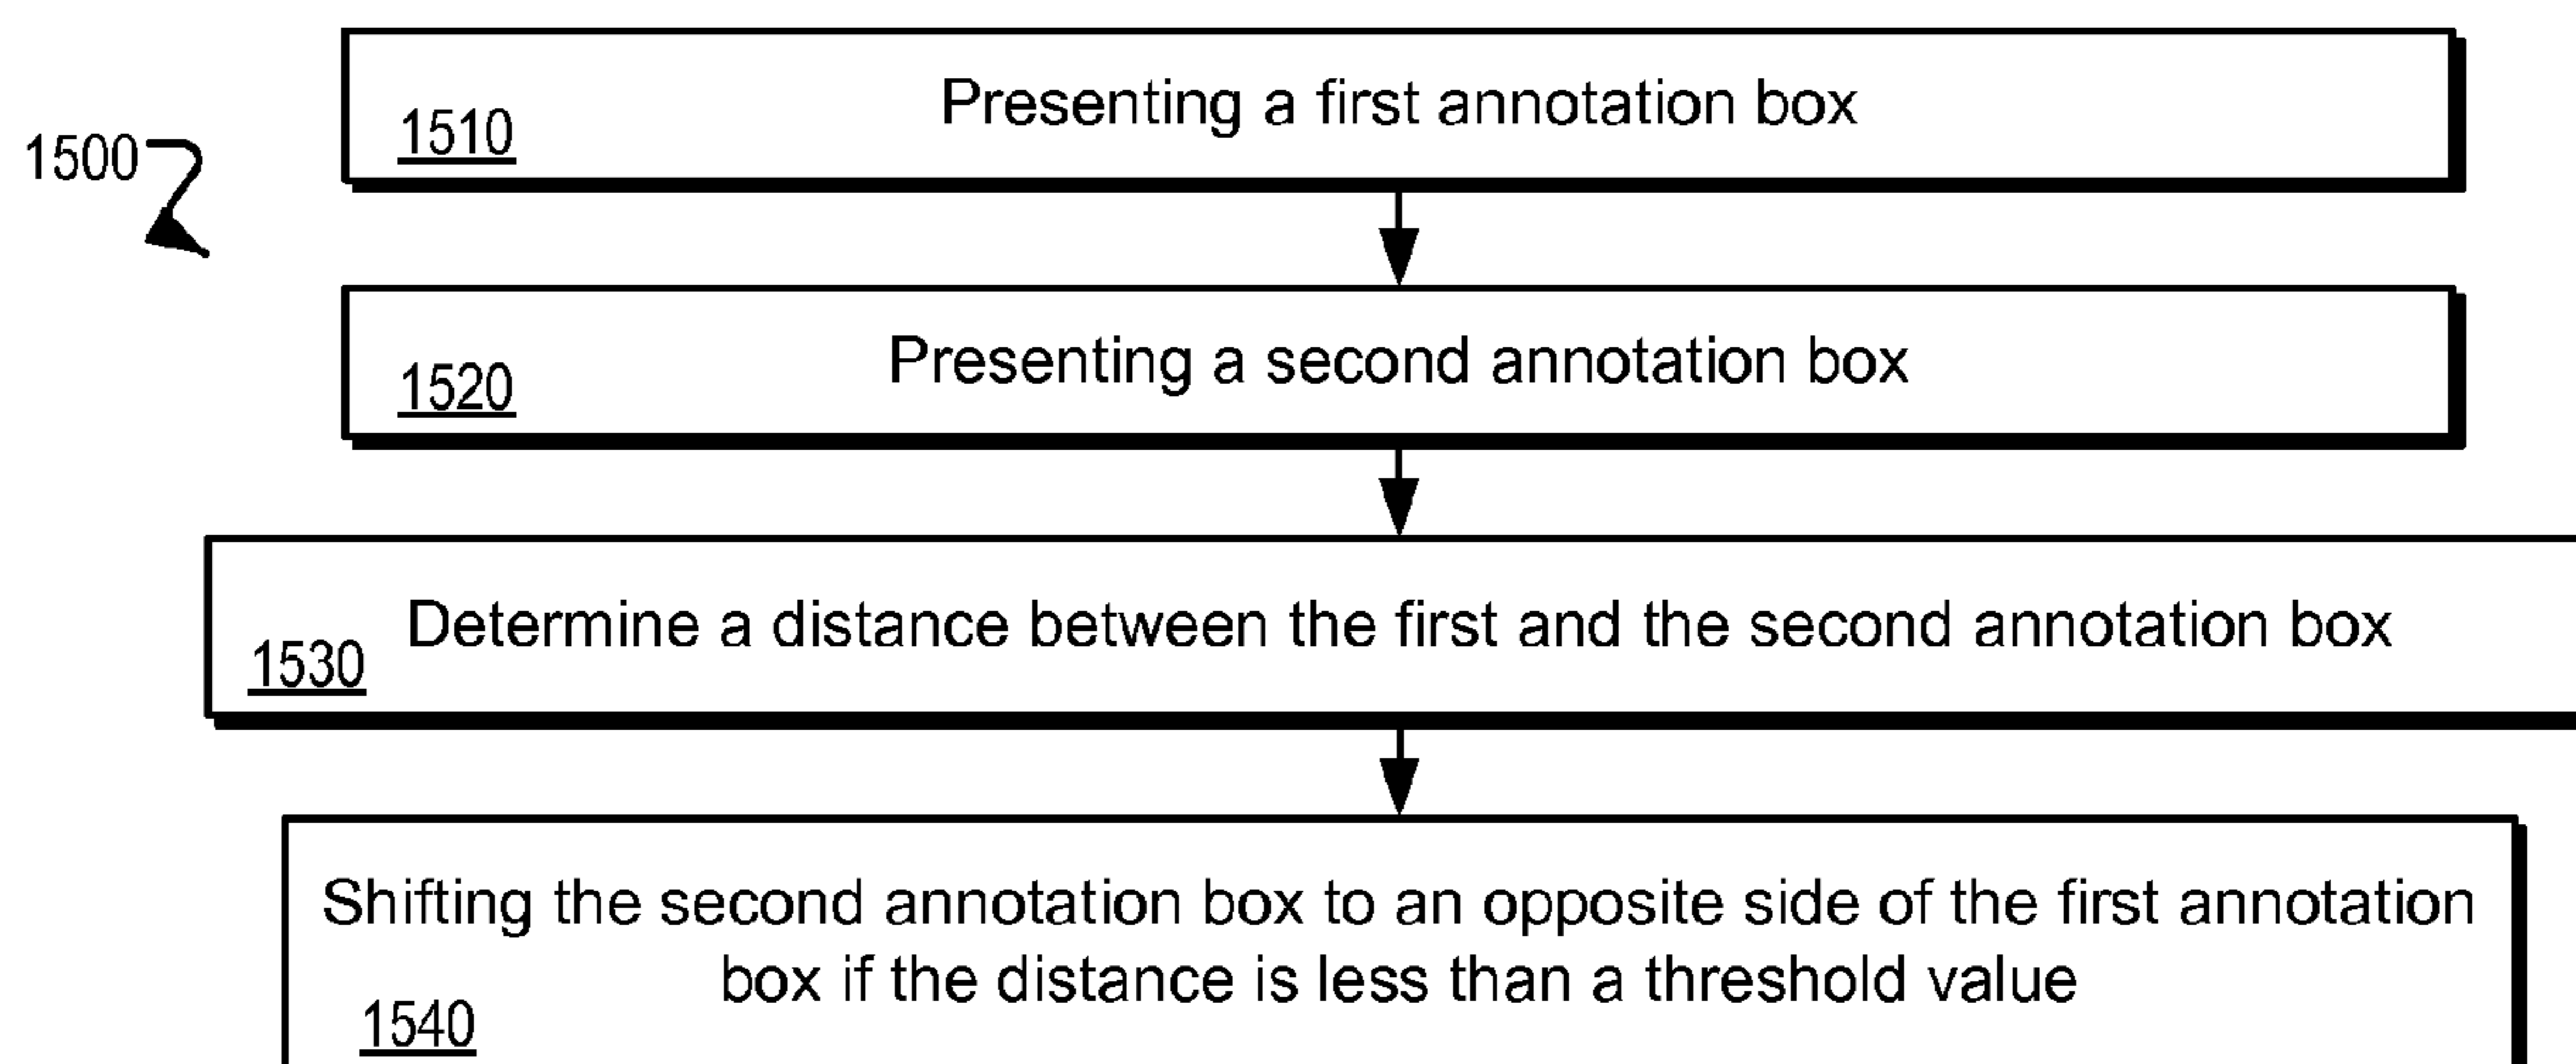 Presenting a first annotation box
1510
1500
Presenting a second annotation box
1520
Determine a distance between the first and the second annotation box
1530
Shifting the second annotation box to an opposite side of the first annotation
box if the distance is less than a threshold value
1540